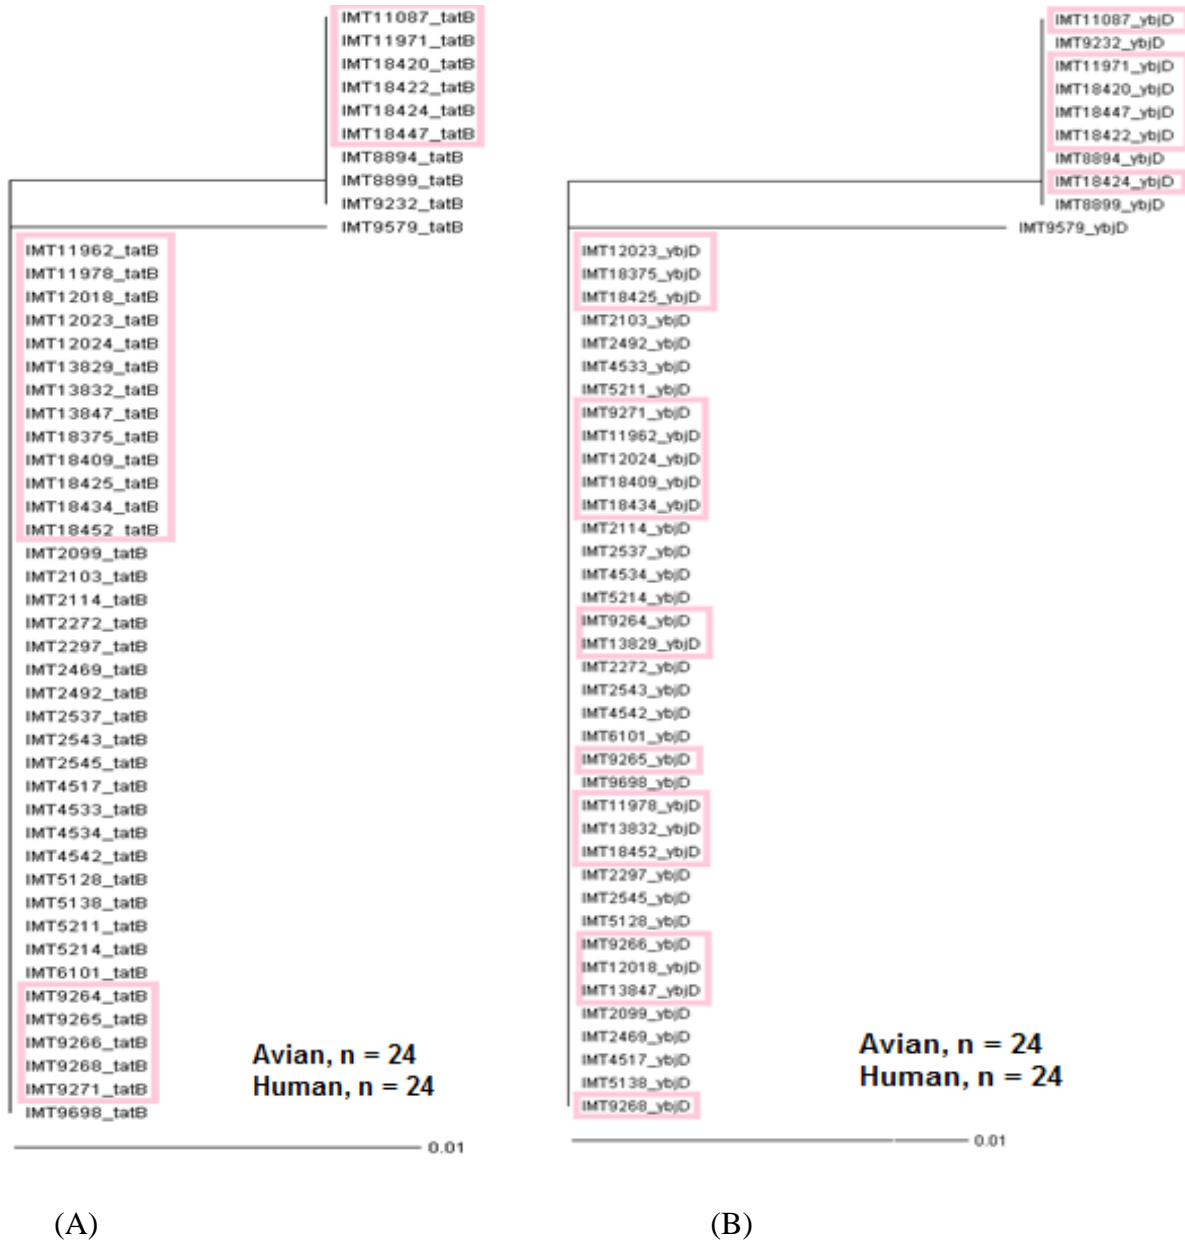 IMT11087_tatB
IMT11971_tatB
IMT18420_tatB
IMT18422_tatB
IMT18424_tatB
IMT18447_tatB
IMT8894_tatB
IMT8899_tatB
IMT9232_tatB
IMT9579_tatB
IMT11962_tatB
IMT11978_tatB
IMT12018_tatB
IMT12023_tatB
IMT12024_tatB
IMT13829_tatB
IMT13832_tatB
IMT13847_tatB
IMT18375_tatB
IMT18409_tatB
IMT18425_tatB
IMT18434_tatB
IMT18452_tatB
IMT2099_tatB
IMT2103_tatB
IMT2114_tatB
IMT2272_tatB
IMT2297_tatB
IMT2469_tatB
IMT2492_tatB
IMT2537_tatB
IMT2543_tatB
IMT2545_tatB
IMT4517_tatB
IMT4533_tatB
IMT4534_tatB
IMT4542_tatB
IMT5128_tatB
IMT5138_tatB
IMT5211_tatB
IMT5214_tatB
IMT6101_tatB
IMT9264_tatB
IMT9265_tatB
IMT9266_tatB
IMT9268_tatB
IMT9271_tatB
IMT9698_tatB
Avian, n = 24
Human, n = 24
0.01
(A)
IMT11087_ybjD
IMT9232_ybjD
IMT11971_ybjD
IMT18420_ybjD
IMT18447_ybjD
IMT18422_ybjD
IMT8894_ybjD
IMT18424_ybjD
IMT8899_ybjD
IMT9579_ybjD
IMT12023_ybjD
IMT18375_ybjD
IMT18425_ybjD
IMT2103_ybjD
IMT2492_ybjD
IMT4533_ybjD
IMT5211_ybjD
IMT9271_ybjD
IMT11962_ybjD
IMT12024_ybjD
IMT18409_ybjD
IMT18434_ybjD
IMT2114_ybjD
IMT2537_ybjD
IMT4534_ybjD
IMT5214_ybjD
IMT9264_ybjD
IMT13829_ybjD
IMT2272_ybjD
IMT2543_ybjD
IMT4542_ybjD
IMT6101_ybjD
IMT9265_ybjD
IMT9698_ybjD
IMT11978_ybjD
IMT13832_ybjD
IMT18452_ybjD
IMT2297_ybjD
IMT2545_ybjD
IMT5128_ybjD
IMT9266_ybjD
IMT12018_ybjD
IMT13847_ybjD
IMT2099_ybjD
IMT2469_ybjD
IMT4517_ybjD
IMT5138_ybjD
IMT9268_ybjD
Avian, n = 24
Human, n = 24
0.01
(B)